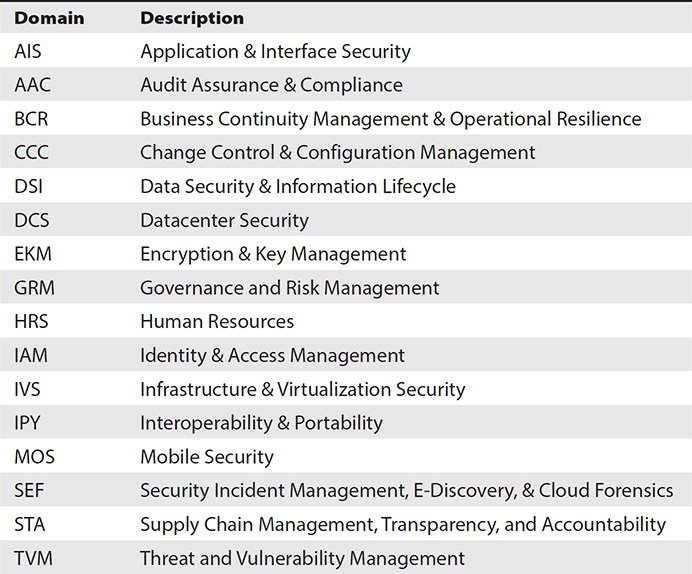 Domain Description
AIS Application & Interface Security
AAC Audit Assurance & Compliance
BCR Business Continuity Management & Operational Resilience
CCC Change Control & Configuration Management
DSI Data Security & Information Lifecycle
DCS Datacenter Security
EKM Encryption & Key Management
GRM Governance and Risk Management
HRS Human Resources
IAM Identity & Access Management
IVS Infrastructure & Virtualization Security
IPY Interoperability & Portability
MOS Mobile Security
SEF Security Incident Management, E-Discovery, & Cloud Forensics
STA Supply Chain Management, Transparency, and Accountability
TVM Threat and Vulnerability Management